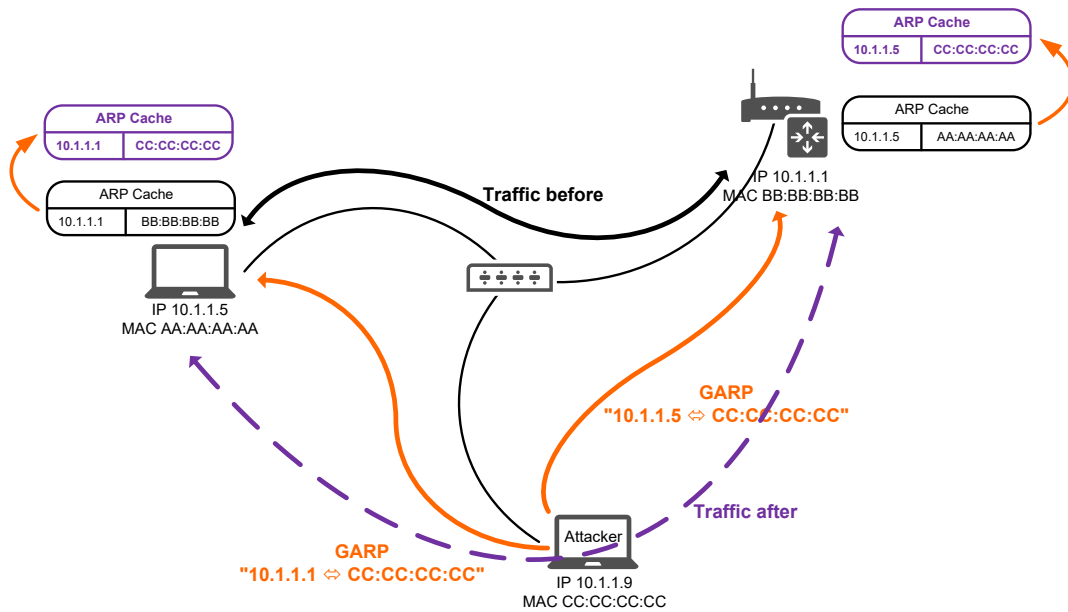 ARP Cache
10.1.1.5 CC:CC:CC:CC
ARP Cache
10.1.1.5 AA:AA:AA:AA
IP 10.1.1.1
MAC BB:BB:BB:BB
ARP Cache
10.1.1.1 CC:CC:CC:CC
ARP Cache
10.1.1.1 BB:BB:BB:BB
IP 10.1.1.5
MAC AA:AA:AA:AA
Traffic before
GARP
"10.1.1.5 ⇔ CC:CC:CC:CC"
Traffic after
GARP
"10.1.1.1 ⇔ CC:CC:CC:CC"
Attacker
IP 10.1.1.9
MAC CC:CC:CC:CC